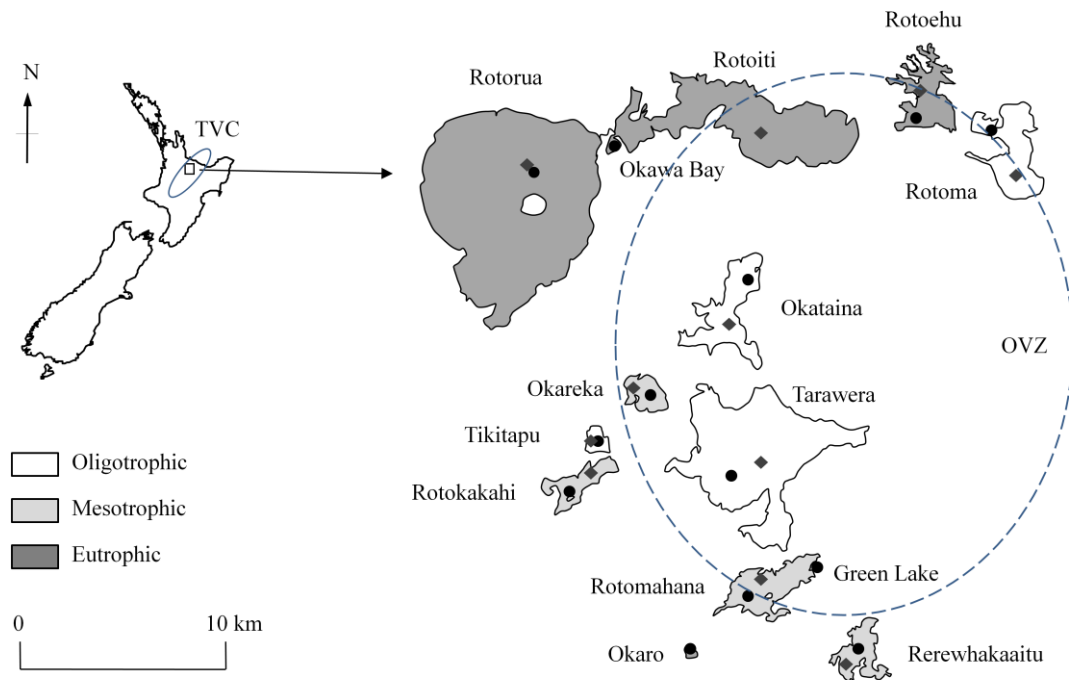 N
TVC
Rotorua
Rotoiti
Rotoehu
Okawa Bay
Rotoma
Okataina
OVZ
Okareka
Tarawera
Tikitapu
Rotokakahi
Rotomahana
Green Lake
Okaro
Rerewhakaaitu
Oligotrophic
Mesotrophic
Eutrophic
0 10 km